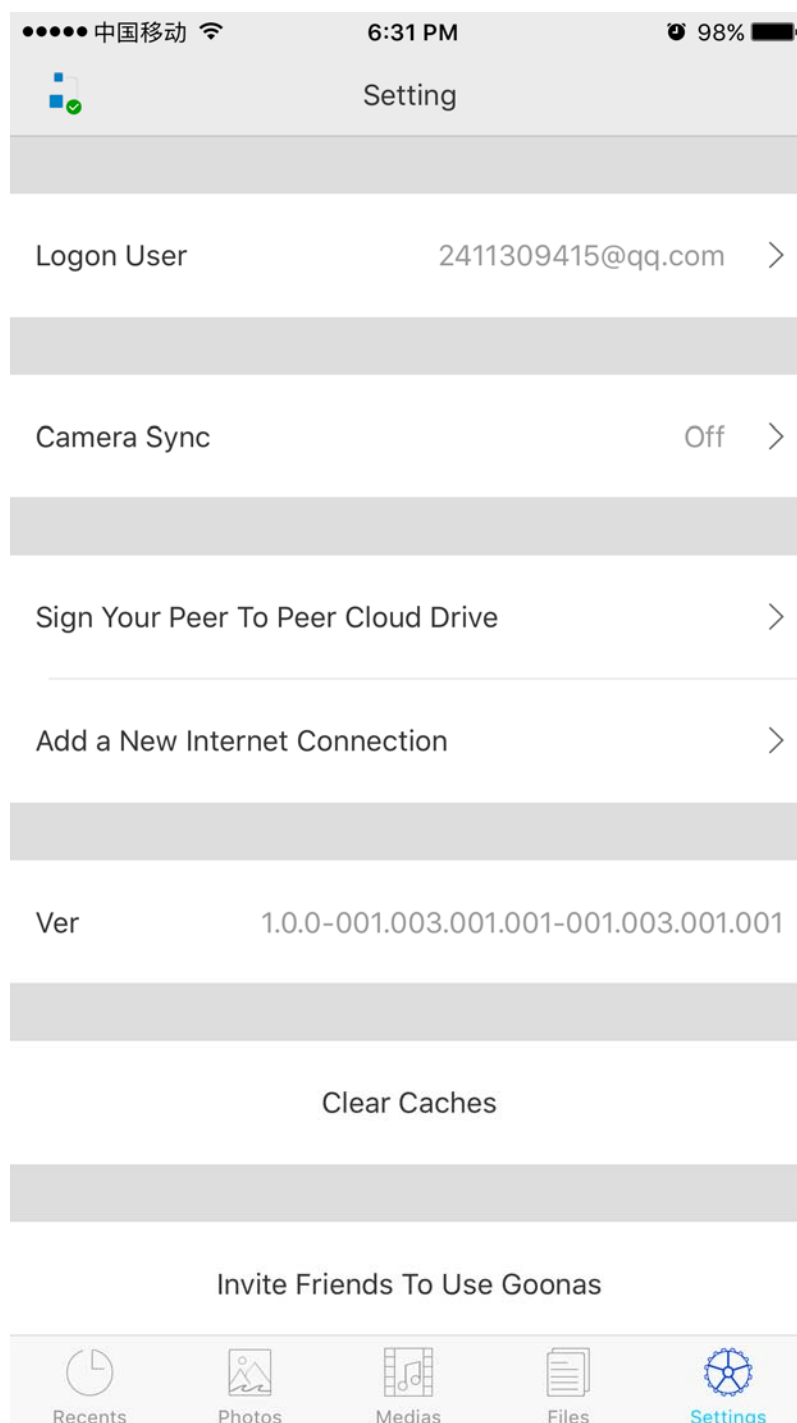 中国移动 6:31 PM 98%
Setting
Logon User 2411309415@qq.com
Camera Sync Off
Sign Your Peer To Peer Cloud Drive
Add a New Internet Connection
Ver 1.0.0-001.003.001.001-001.003.001.001
Clear Caches
Invite Friends To Use Goonas
Recents Photos Medias Files Settings